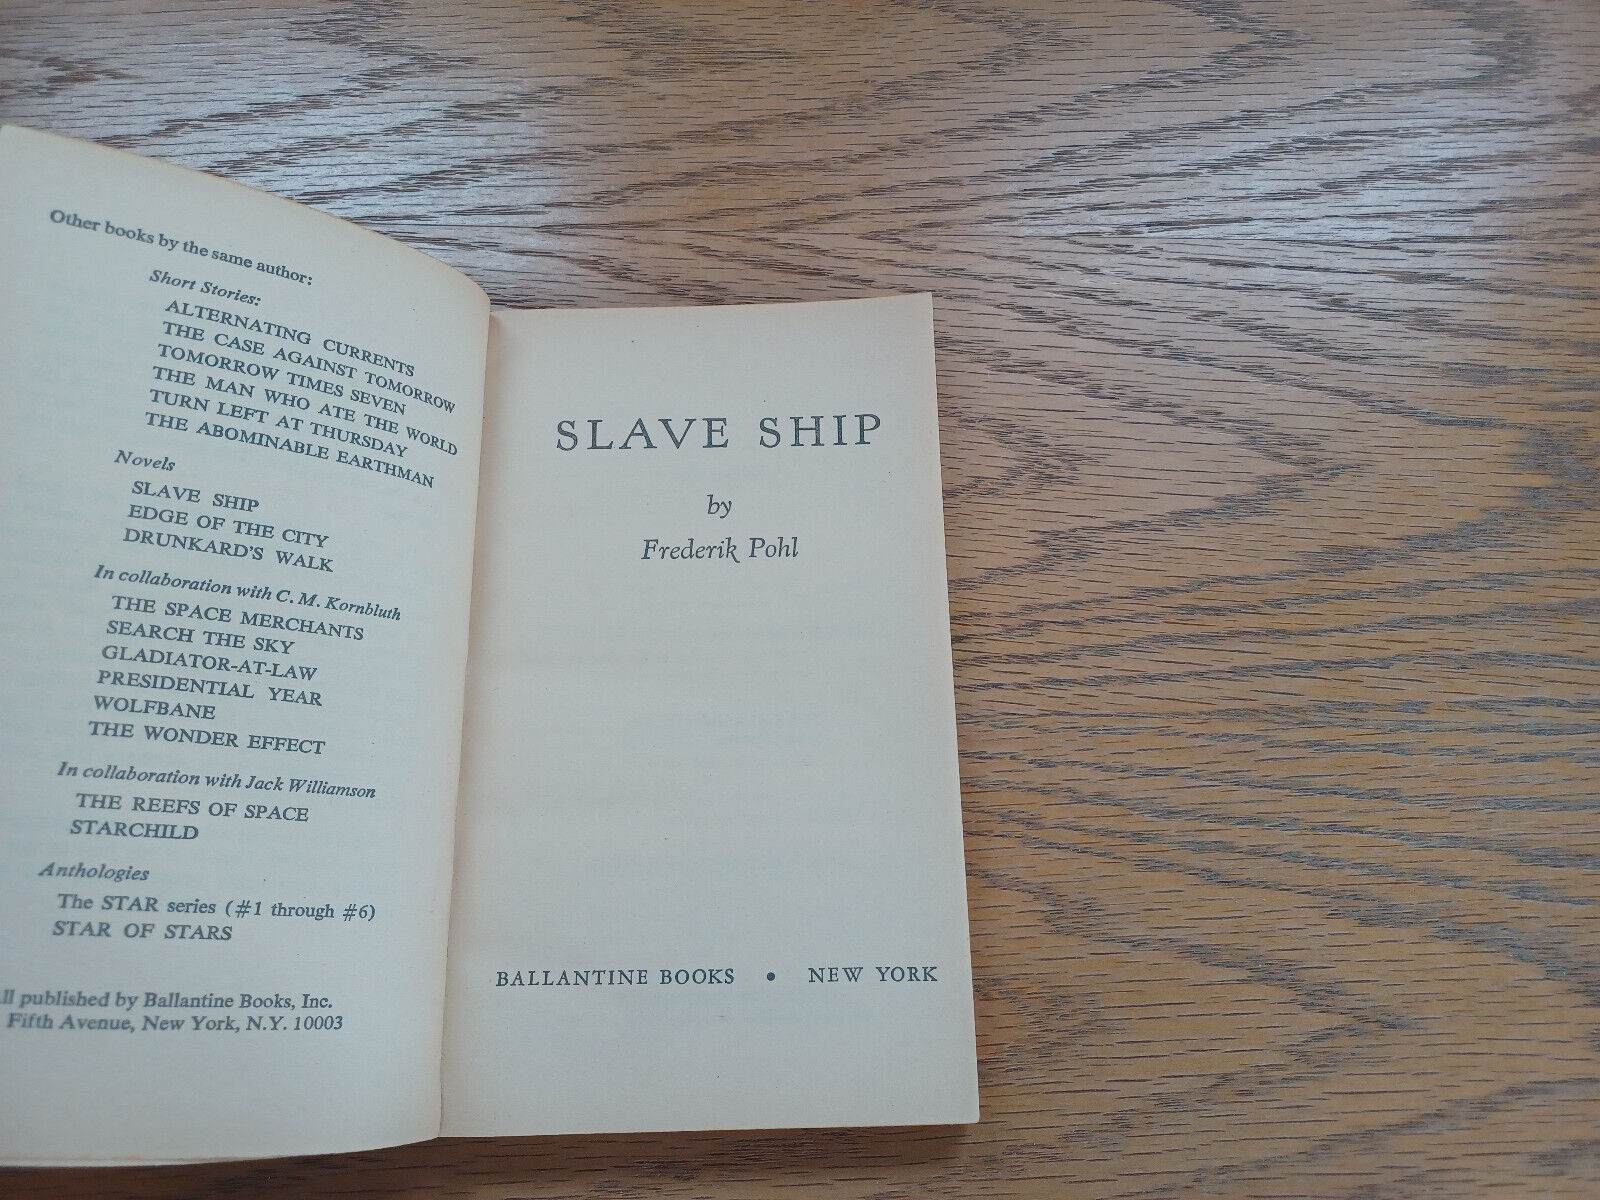 Other books by the same author:
Short Stories:
ALTERNATING CURRENTS
THE CASE AGAINST TOMORROW
TOMORROW TIMES SEVEN
THE MAN WHO ATE THE WORLD
TURN LEFT AT THURSDAY
THE ABOMINABLE EARTHMAN
Novels
SLAVE SHIP
EDGE OF THE CITY
DRUNKARD'S WALK
In collaboration with C. M. Kornbluth
THE SPACE MERCHANTS
SEARCH THE SKY
GLADIATOR-AT-LAW
PRESIDENTIAL YEAR
WOLFBANE
THE WONDER EFFECT
In collaboration with Jack Williamson
THE REEFS OF SPACE
STARCHILD
Anthologies
The STAR series (#1 through #6)
STAR OF STARS
published by Ballantine Books, Inc.
Fifth Avenue, New York, N.Y. 10003
SLAVE SHIP
by
Frederik Pohl
BALLANTINE BOOKS • NEW YORK